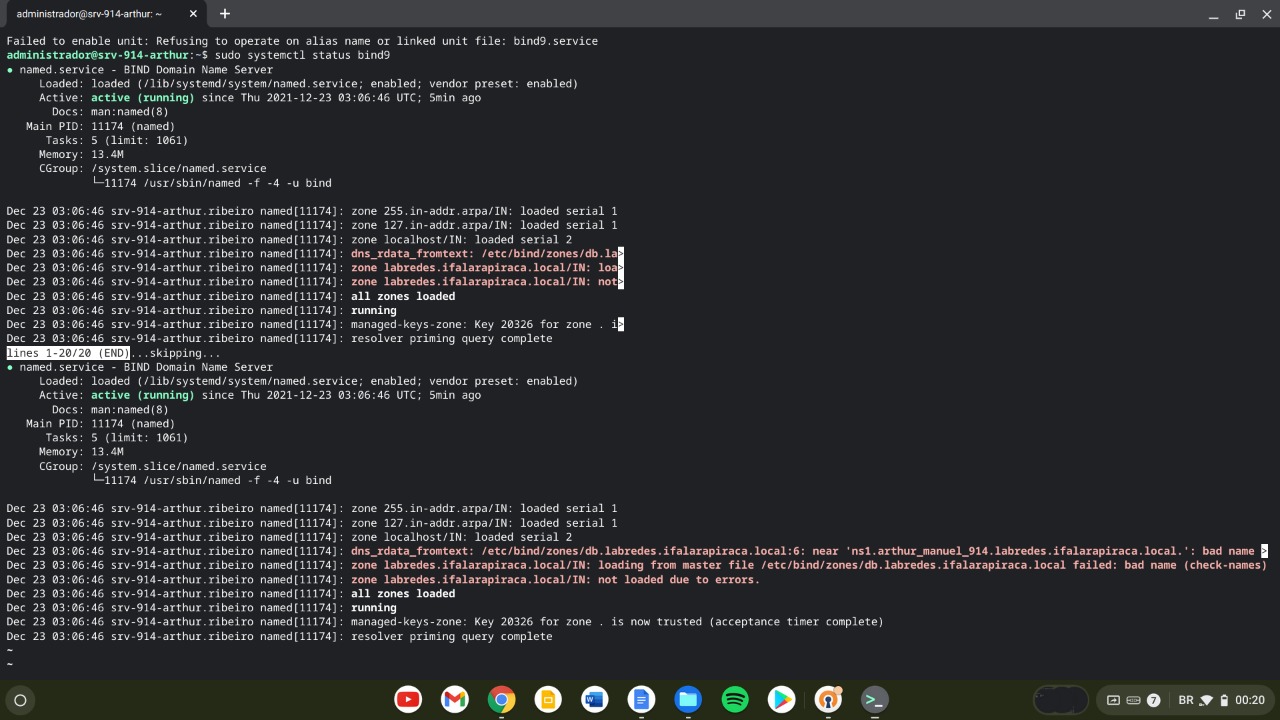 administrador@srv-914-arthur: ~
Failed to enable unit: Refusing to operate on alias name or linked unit file: bind9.service
administrador@srv-914-arthur:~$ sudo systemctl status bind9
● named.service - BIND Domain Name Server
Loaded: loaded (/lib/systemd/system/named.service; enabled; vendor preset: enabled)
Active: active (running) since Thu 2021-12-23 03:06:46 UTC; 5min ago
Docs: man:named(8)
Main PID: 11174 (named)
Tasks: 5 (limit: 1061)
Memory: 13.4M
CGroup: /system.slice/named.service
└─11174 /usr/sbin/named -f -4 -u bind
Dec 23 03:06:46 srv-914-arthur.ribeiro named[11174]: zone 255.in-addr.arpa/IN: loaded serial 1
Dec 23 03:06:46 srv-914-arthur.ribeiro named[11174]: zone 127.in-addr.arpa/IN: loaded serial 1
Dec 23 03:06:46 srv-914-arthur.ribeiro named[11174]: zone localhost/IN: loaded serial 2
Dec 23 03:06:46 srv-914-arthur.ribeiro named[11174]: dns_rdata_fromtext: /etc/bind/zones/db.la>
Dec 23 03:06:46 srv-914-arthur.ribeiro named[11174]: zone labredes.ifalarapiraca.local/IN: loa>
Dec 23 03:06:46 srv-914-arthur.ribeiro named[11174]: zone labredes.ifalarapiraca.local/IN: not>
Dec 23 03:06:46 srv-914-arthur.ribeiro named[11174]: all zones loaded
Dec 23 03:06:46 srv-914-arthur.ribeiro named[11174]: running
Dec 23 03:06:46 srv-914-arthur.ribeiro named[11174]: managed-keys-zone: Key 20326 for zone . i>
Dec 23 03:06:46 srv-914-arthur.ribeiro named[11174]: resolver priming query complete
lines 1-20/20 (END)...skipping...
● named.service - BIND Domain Name Server
Loaded: loaded (/lib/systemd/system/named.service; enabled; vendor preset: enabled)
Active: active (running) since Thu 2021-12-23 03:06:46 UTC; 5min ago
Docs: man:named(8)
Main PID: 11174 (named)
Tasks: 5 (limit: 1061)
Memory: 13.4M
CGroup: /system.slice/named.service
└─11174 /usr/sbin/named -f -4 -u bind
Dec 23 03:06:46 srv-914-arthur.ribeiro named[11174]: zone 255.in-addr.arpa/IN: loaded serial 1
Dec 23 03:06:46 srv-914-arthur.ribeiro named[11174]: zone 127.in-addr.arpa/IN: loaded serial 1
Dec 23 03:06:46 srv-914-arthur.ribeiro named[11174]: zone localhost/IN: loaded serial 2
Dec 23 03:06:46 srv-914-arthur.ribeiro named[11174]: dns_rdata_fromtext: /etc/bind/zones/db.labredes.ifalarapiraca.local:6: near 'ns1.arthur_manuel_914.labredes.ifalarapiraca.local.': bad name >
Dec 23 03:06:46 srv-914-arthur.ribeiro named[11174]: zone labredes.ifalarapiraca.local/IN: loading from master file /etc/bind/zones/db.labredes.ifalarapiraca.local failed: bad name (check-names)
Dec 23 03:06:46 srv-914-arthur.ribeiro named[11174]: zone labredes.ifalarapiraca.local/IN: not loaded due to errors.
Dec 23 03:06:46 srv-914-arthur.ribeiro named[11174]: all zones loaded
Dec 23 03:06:46 srv-914-arthur.ribeiro named[11174]: running
Dec 23 03:06:46 srv-914-arthur.ribeiro named[11174]: managed-keys-zone: Key 20326 for zone . is now trusted (acceptance timer complete)
Dec 23 03:06:46 srv-914-arthur.ribeiro named[11174]: resolver priming query complete
~
~
7 BR 00:20